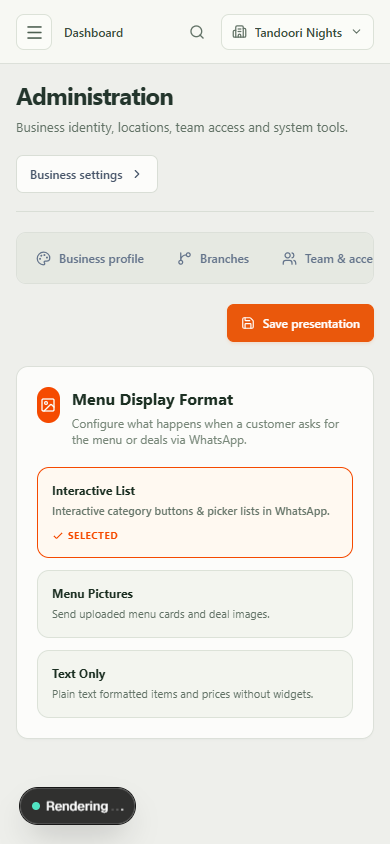 Dashboard
Tandoori Nights
Administration
Business identity, locations, team access and system tools.
Business settings
Business profile
Branches
Team & acce
Save presentation
Menu Display Format
Configure what happens when a customer asks for
the menu or deals via WhatsApp.
Interactive List
Interactive category buttons & picker lists in WhatsApp.
SELECTED
Menu Pictures
Send uploaded menu cards and deal images.
Text Only
Plain text formatted items and prices without widgets.
Rendering ...